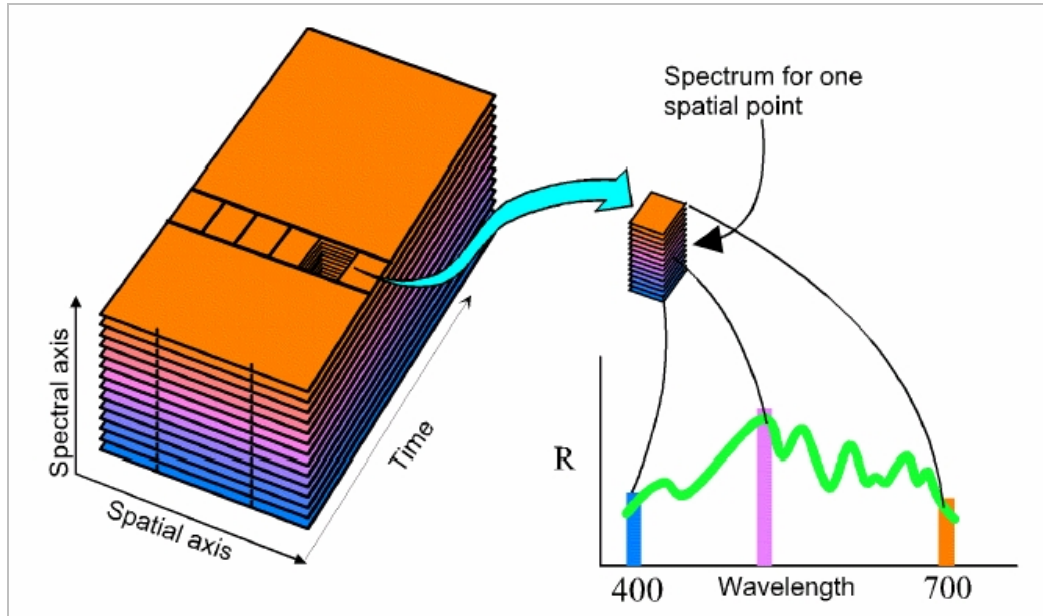 Spectrum for one
spatial point
Spectral axis
Spatial axis
Time
R
400
Wavelength
700